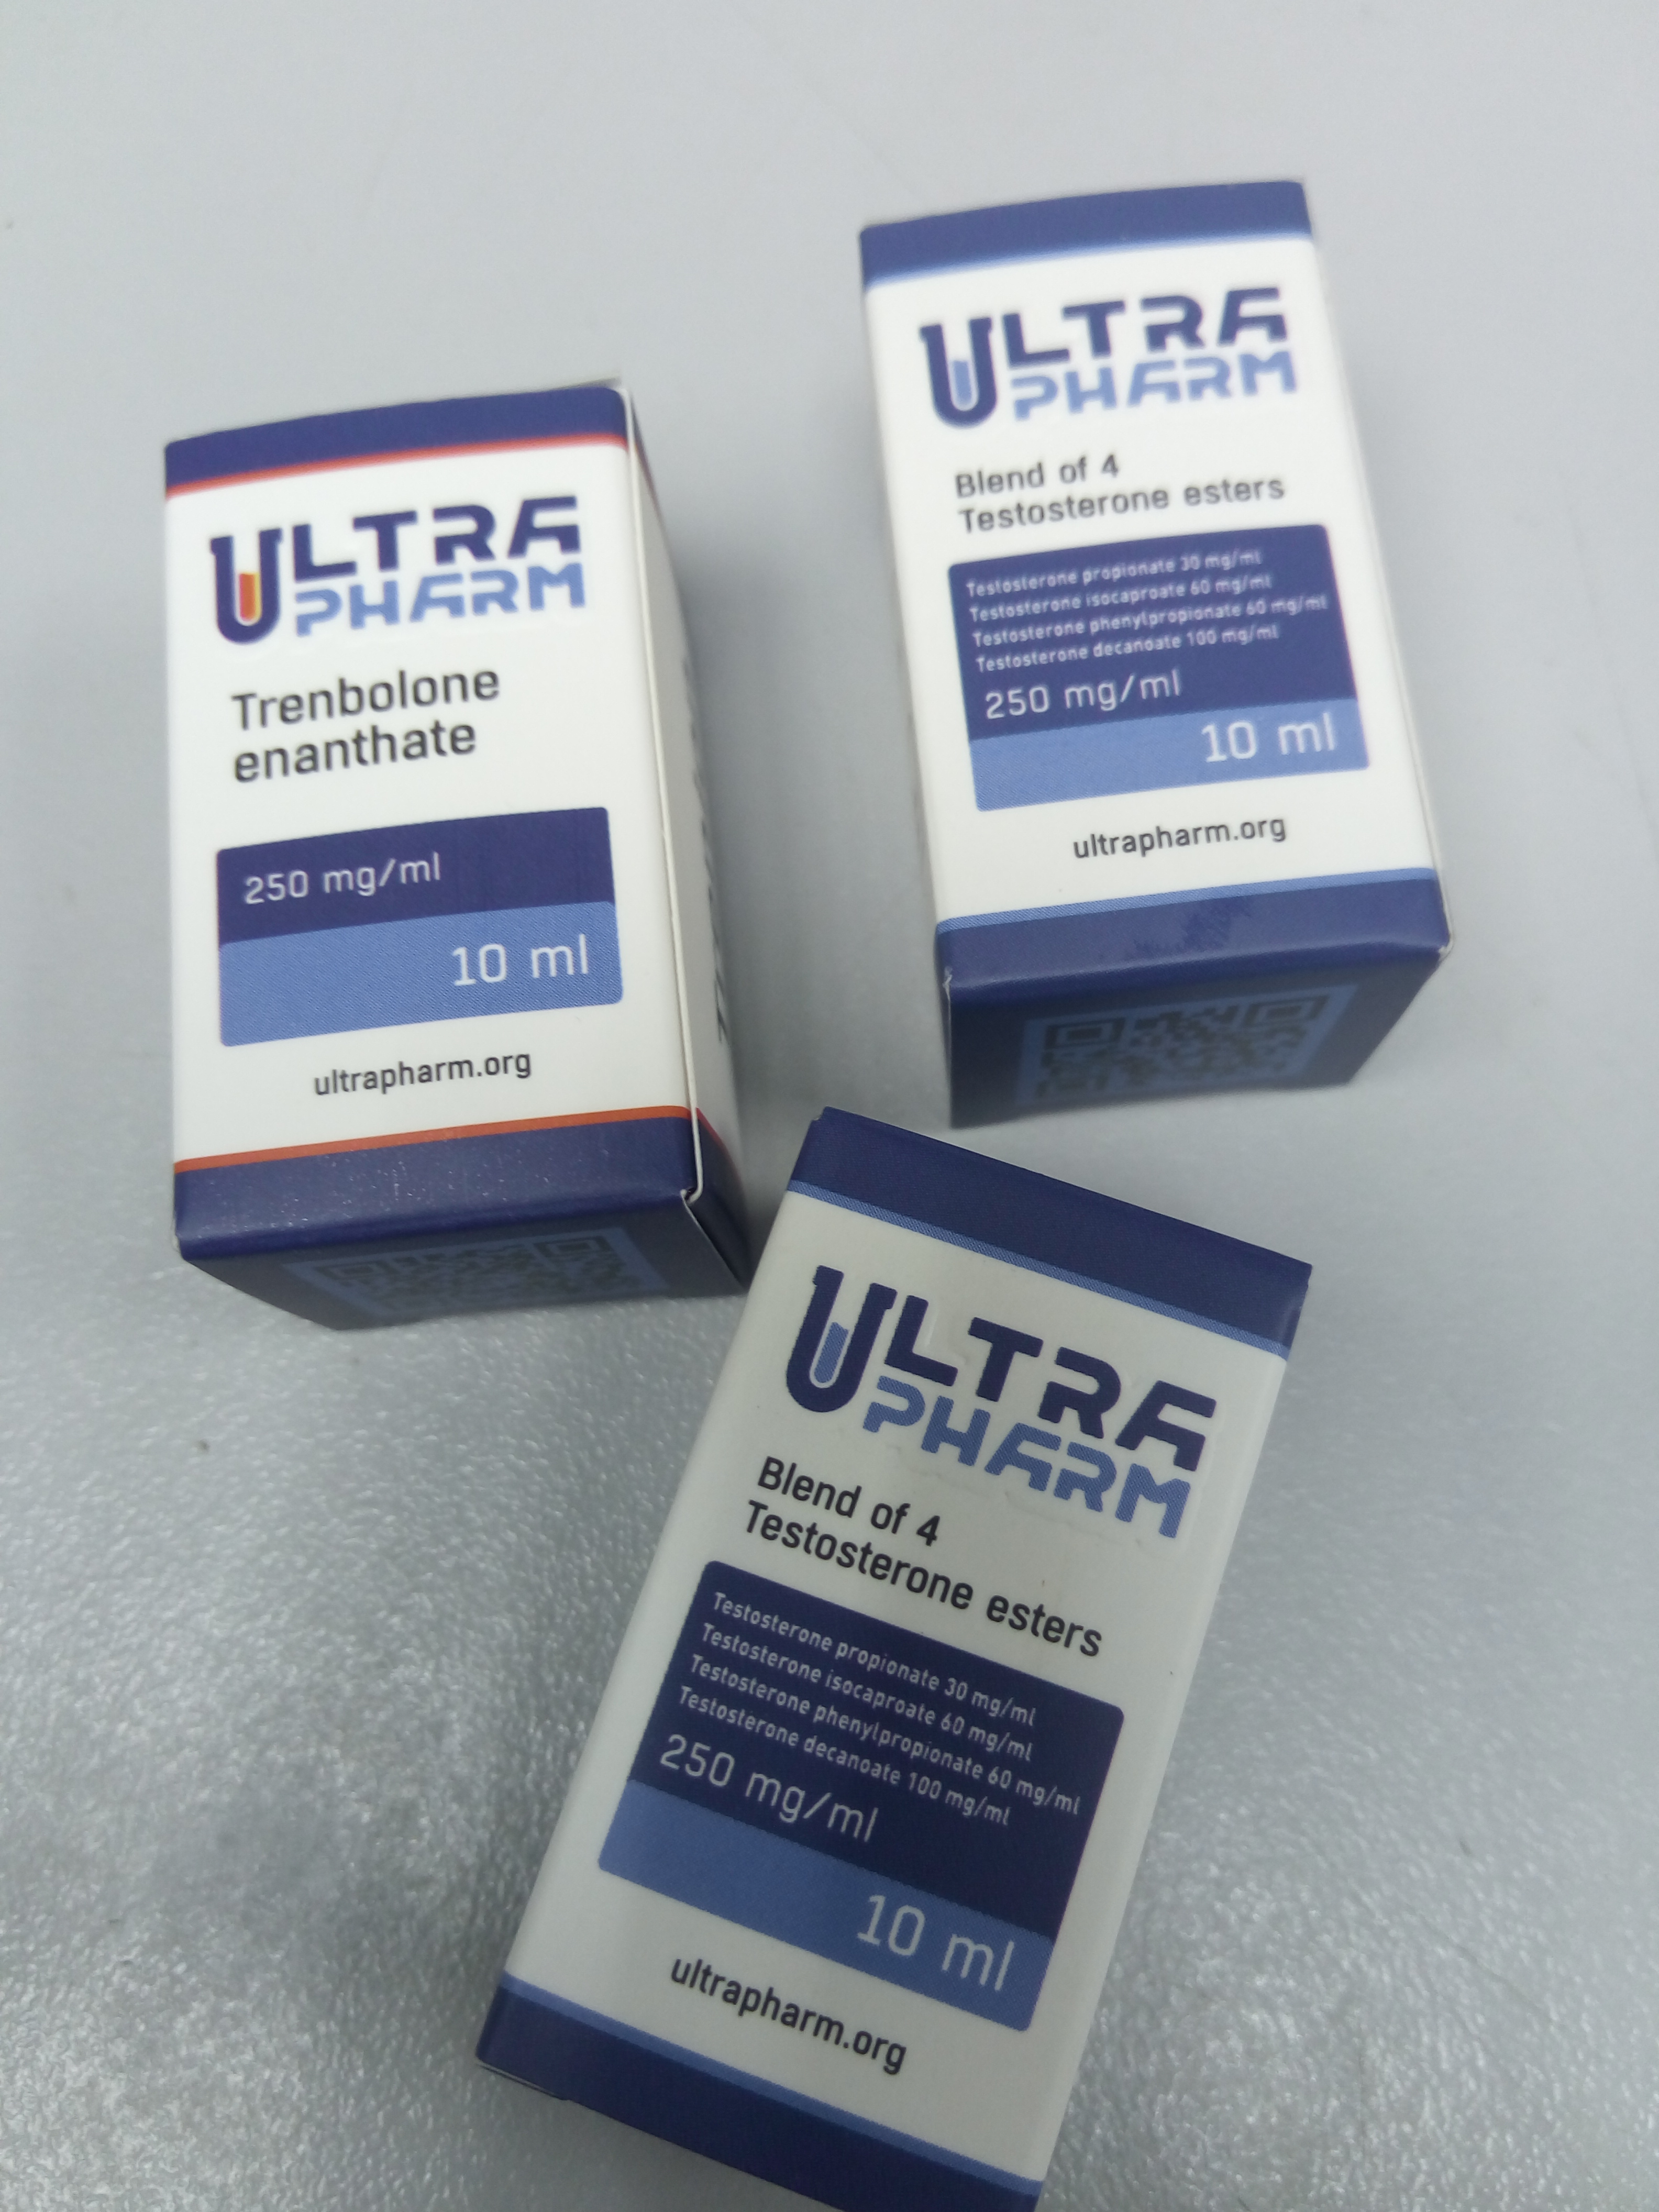 ULTRA
PHARM
Trenbolone
enanthate
250 mg/ml
10 ml
ultrapharm.org
ULTRA
PHARM
Blend of 4
Testosterone esters
Testosterone propionate 30 mg/ml
Testosterone isocaproate 60 mg/ml
Testosterone phenylpropionate 60 mg/ml
Testosterone decanoate 100 mg/ml
250 mg/ml
10 ml
ultrapharm.org
ULTRA
PHARM
Blend of 4
Testosterone esters
Testosterone propionate 30 mg/ml
Testosterone isocaproate 60 mg/ml
Testosterone phenylpropionate 60 mg/ml
Testosterone decanoate 100 mg/ml
250 mg/ml
10 ml
ultrapharm.org